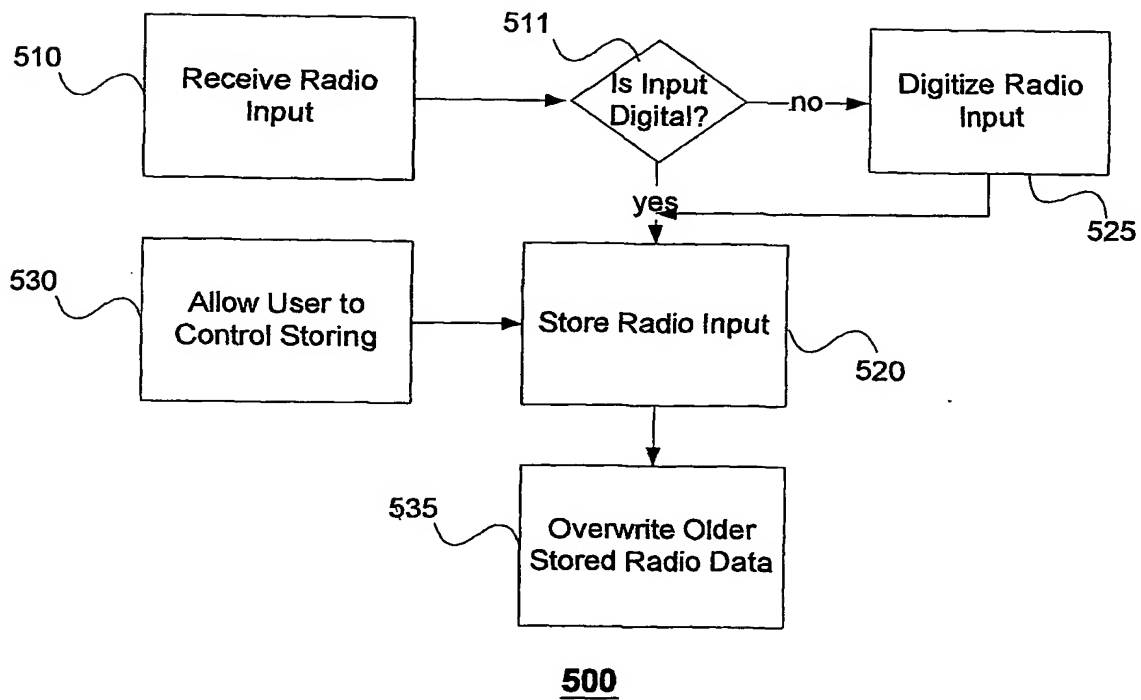 510
Receive Radio
Input
511
Is Input
Digital?
no
Digitize Radio
Input
525
yes
530
Allow User to
Control Storing
Store Radio Input
520
535
Overwrite Older
Stored Radio Data
500